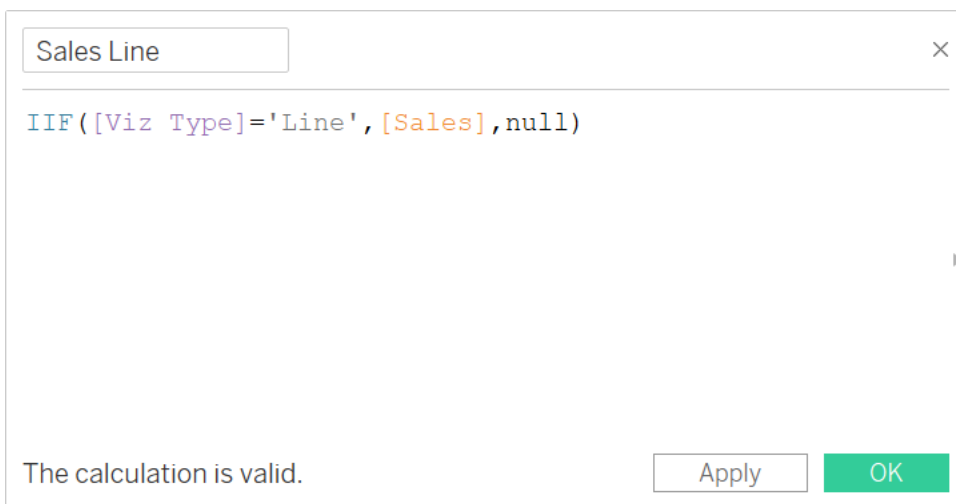 Sales Line
IIF([Viz Type]='Line',[Sales],null)
The calculation is valid.
Apply
OK